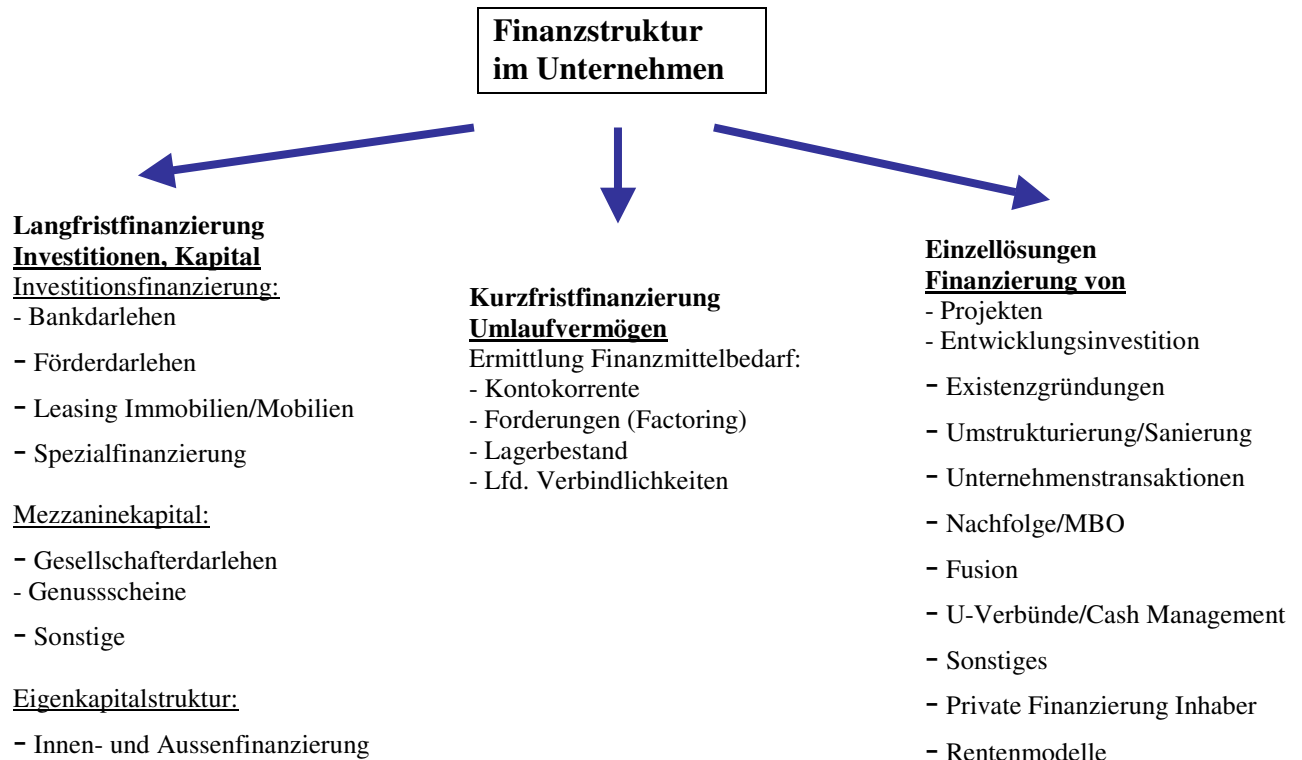 Finanzstruktur
im Unternehmen
Langfristfinanzierung
Investitionen, Kapital
Investitionsfinanzierung:
- Bankdarlehen
- Förderdarlehen
- Leasing Immobilien/Mobilien
- Spezialfinanzierung
Mezzaninekapital:
- Gesellschafterdarlehen
- Genussscheine
- Sonstige
Eigenkapitalstruktur:
- Innen- und Aussenfinanzierung
Kurzfristfinanzierung
Umlaufvermögen
Ermittlung Finanzmittelbedarf:
- Kontokorrente
- Forderungen (Factoring)
- Lagerbestand
- Lfd. Verbindlichkeiten
Einzellösungen
Finanzierung von
- Projekten
- Entwicklungsinvestition
- Existenzgründungen
- Umstrukturierung/Sanierung
- Unternehmenstransaktionen
- Nachfolge/MBO
- Fusion
- U-Verbünde/Cash Management
- Sonstiges
- Private Finanzierung Inhaber
- Rentenmodelle